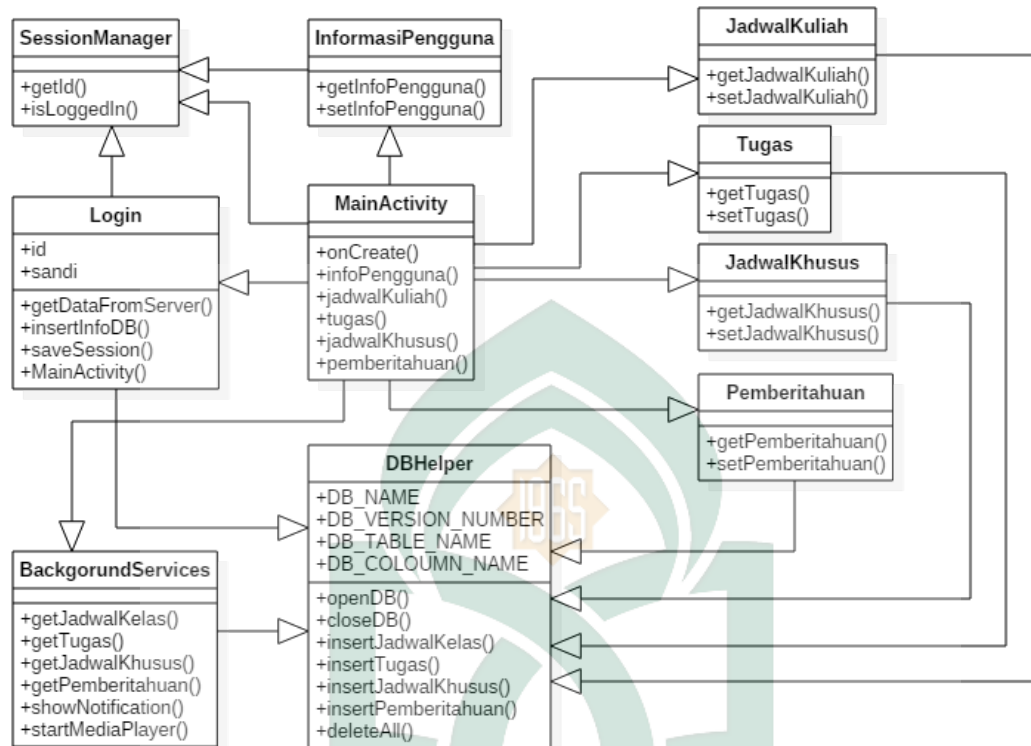 SessionManager
+getId()
+isLoggedIn()
InformasiPengguna
+getInfoPengguna()
+setInfoPengguna()
JadwalKuliah
+getJadwalKuliah()
+setJadwalKuliah()
Tugas
+getTugas()
+setTugas()
Login
+id
+sandi
+getDataFromServer()
+insertInfoDB()
+saveSession()
+MainActivity()
MainActivity
+onCreate()
+infoPengguna()
+jadwalKuliah()
+tugas()
+jadwalKhusus()
+pemberitahuan()
JadwalKhusus
+getJadwalKhusus()
+setJadwalKhusus()
Pemberitahuan
+getPemberitahuan()
+setPemberitahuan()
DBHelper
+DB_NAME
+DB_VERSION_NUMBER
+DB_TABLE_NAME
+DB_COLOUMN_NAME
+openDB()
+closeDB()
+insertJadwalKelas()
+insertTugas()
+insertJadwalKhusus()
+insertPemberitahuan()
+deleteAll()
1965
BackgorundServices
+getJadwalKelas()
+getTugas()
+getJadwalKhusus()
+getPemberitahuan()
+showNotification()
+startMediaPlayer()